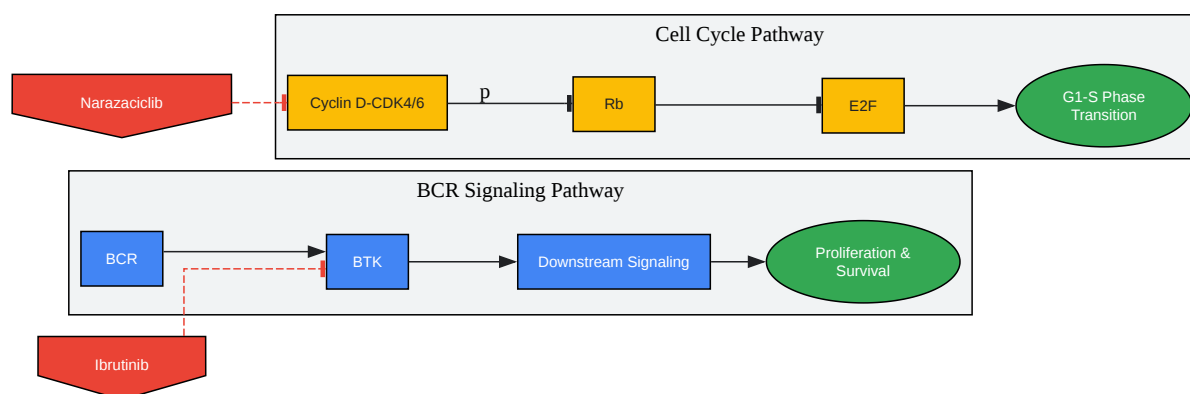 Cell Cycle Pathway
Narazaciclib
Cyclin D-CDK4/6
p
Rb
E2F
G1-S Phase
Transition
BCR Signaling Pathway
BCR
BTK
Downstream Signaling
Proliferation &
Survival
Ibrutinib